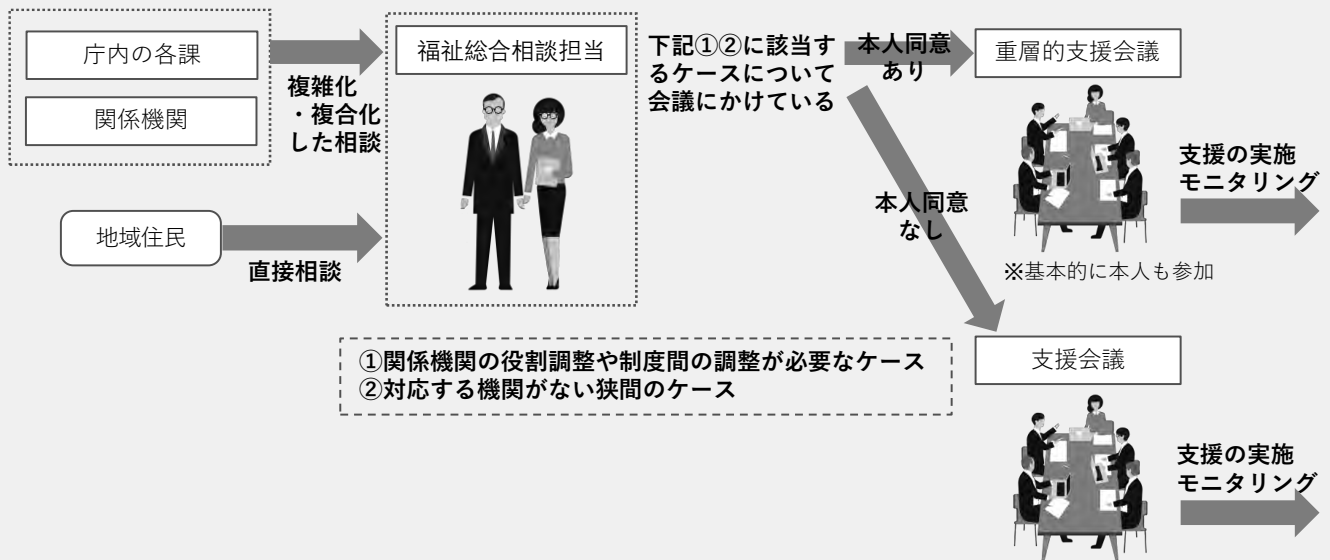 庁内の各課
関係機関
複雑化
・複合化
した相談
地域住民
直接相談
福祉総合相談担当
下記①②に該当す
るケースについて
会議にかけている
本人同意
あり
重層的支援会議
※基本的に本人も参加
支援の実施
モニタリング
本人同意
なし
①関係機関の役割調整や制度間の調整が必要なケース
②対応する機関がない狭間のケース
支援会議
支援の実施
モニタリング